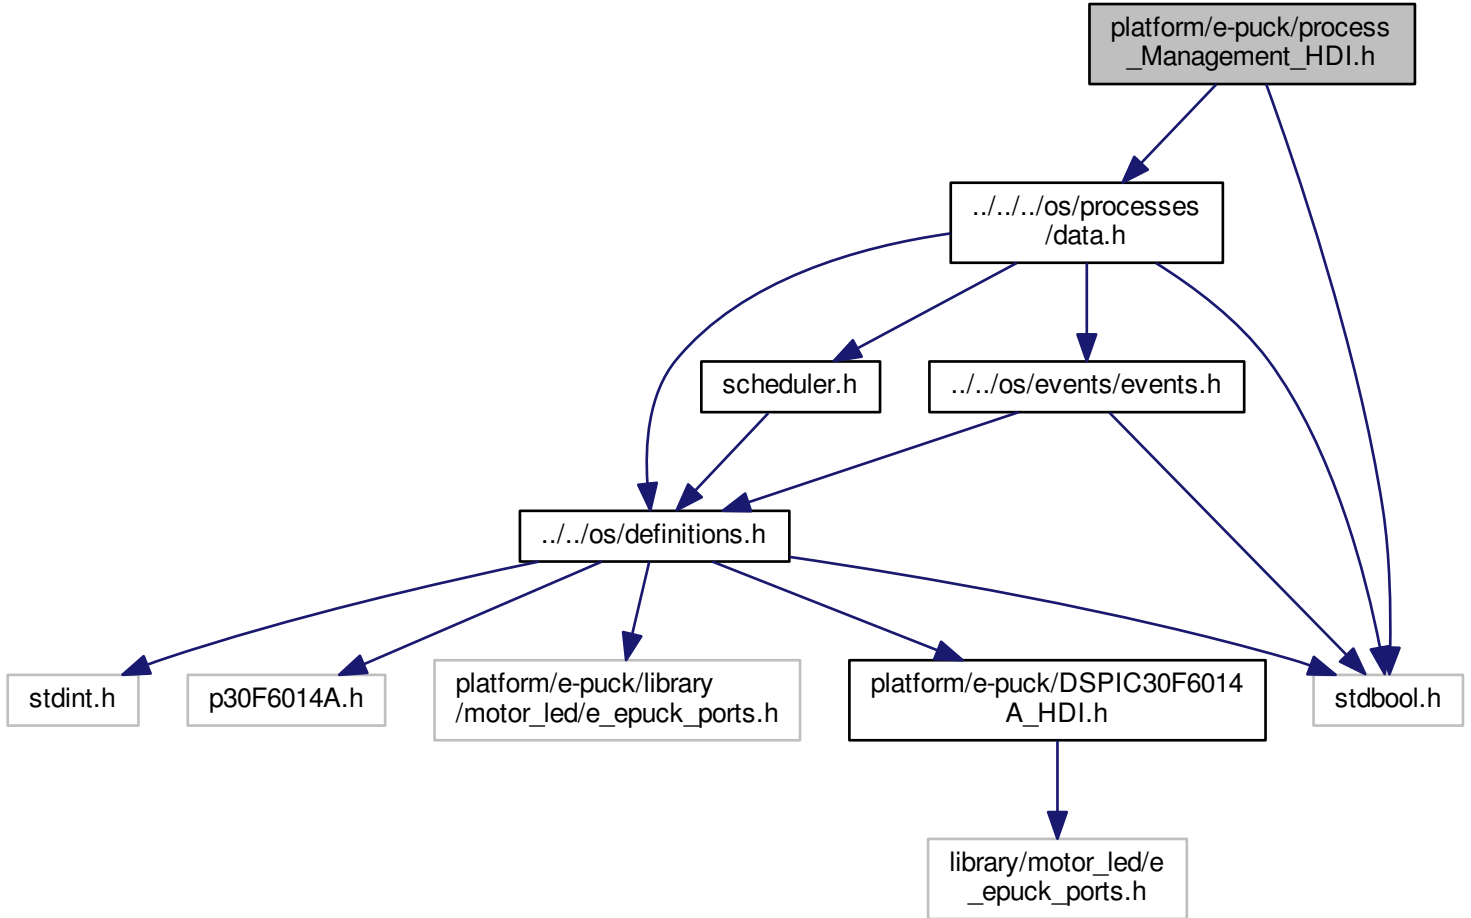 platform/e-puck/process
_Management_HDI.h
../../../os/processes
/data.h
scheduler.h
../../os/events/events.h
../../os/definitions.h
stdint.h
p30F6014A.h
platform/e-puck/library
/motor_led/e_epuck_ports.h
platform/e-puck/DSPIC30F6014
A_HDI.h
stdbool.h
library/motor_led/e
_epuck_ports.h